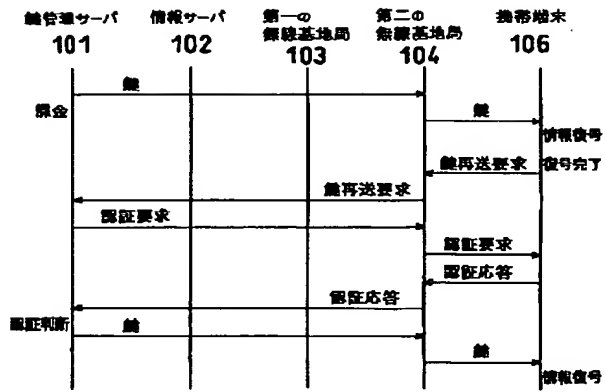 鍵管理サーバ 情報サーバ 第一の 第二の 携帯端末
無線基地局 無線基地局
101 102 103 104 106
鍵
課金
鍵
情報復号
鍵再送要求 復号完了
鍵再送要求
認証要求
認証要求
認証応答
認証応答
認証判断
鍵
鍵
情報復号